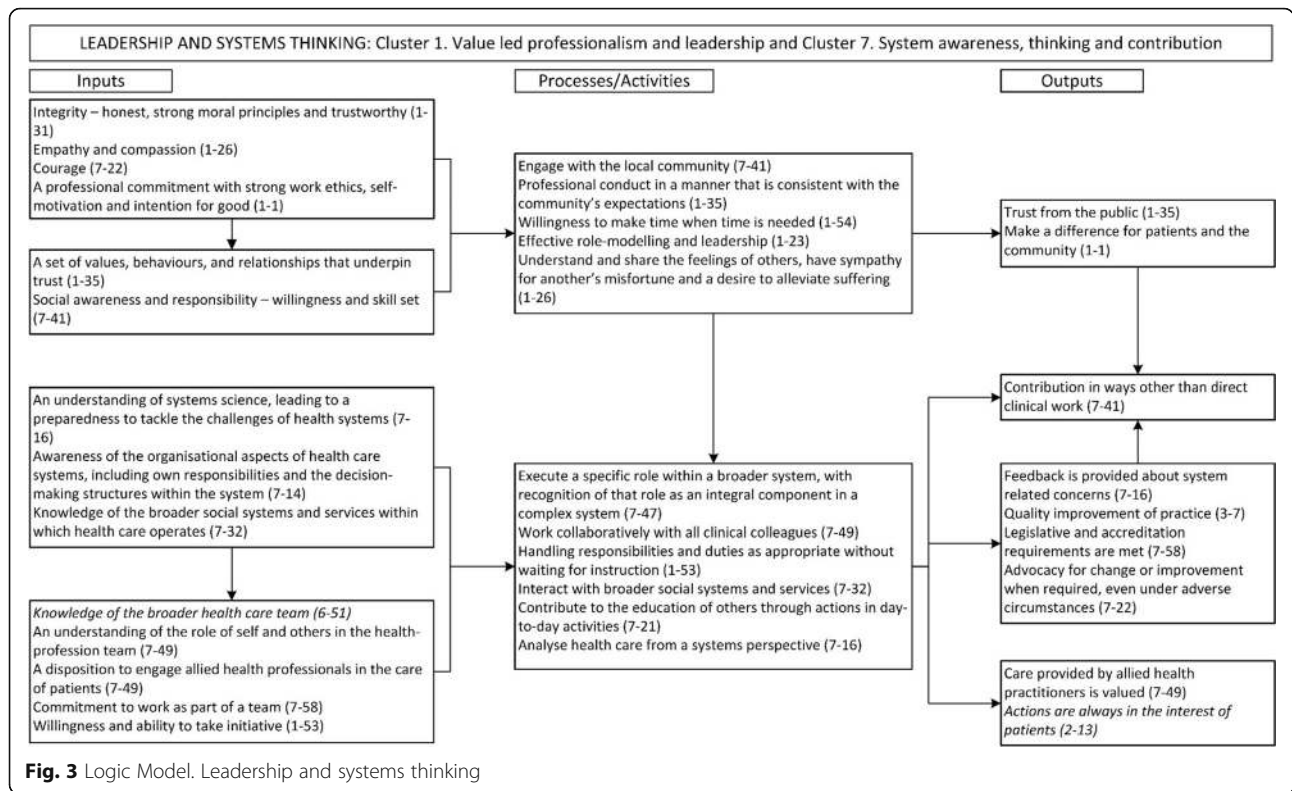 LEADERSHIP AND SYSTEMS THINKING: Cluster 1. Value led professionalism and leadership and Cluster 7. System awareness, thinking and contribution
Inputs
Processes/Activities
Outputs
Integrity – honest, strong moral principles and trustworthy (1-
31)
Empathy and compassion (1-26)
Courage (7-22)
A professional commitment with strong work ethics, self-
motivation and intention for good (1-1)
A set of values, behaviours, and relationships that underpin
trust (1-35)
Social awareness and responsibility – willingness and skill set
(7-41)
Engage with the local community (7-41)
Professional conduct in a manner that is consistent with the
community's expectations (1-35)
Willingness to make time when time is needed (1-54)
Effective role-modelling and leadership (1-23)
Understand and share the feelings of others, have sympathy
for another's misfortune and a desire to alleviate suffering
(1-26)
Trust from the public (1-35)
Make a difference for patients and the
community (1-1)
An understanding of systems science, leading to a
preparedness to tackle the challenges of health systems (7-
16)
Awareness of the organisational aspects of health care
systems, including own responsibilities and the decision-
making structures within the system (7-14)
Knowledge of the broader social systems and services within
which health care operates (7-32)
Knowledge of the broader health care team (6-51)
An understanding of the role of self and others in the health-
profession team (7-49)
A disposition to engage allied health professionals in the care
of patients (7-49)
Commitment to work as part of a team (7-58)
Willingness and ability to take initiative (1-53)
Execute a specific role within a broader system, with
recognition of that role as an integral component in a
complex system (7-47)
Work collaboratively with all clinical colleagues (7-49)
Handling responsibilities and duties as appropriate without
waiting for instruction (1-53)
Interact with broader social systems and services (7-32)
Contribute to the education of others through actions in day-
to-day activities (7-21)
Analyse health care from a systems perspective (7-16)
Contribution in ways other than direct
clinical work (7-41)
Feedback is provided about system
related concerns (7-16)
Quality improvement of practice (3-7)
Legislative and accreditation
requirements are met (7-58)
Advocacy for change or improvement
when required, even under adverse
circumstances (7-22)
Care provided by allied health
practitioners is valued (7-49)
Actions are always in the interest of
patients (2-13)
Fig. 3 Logic Model. Leadership and systems thinking